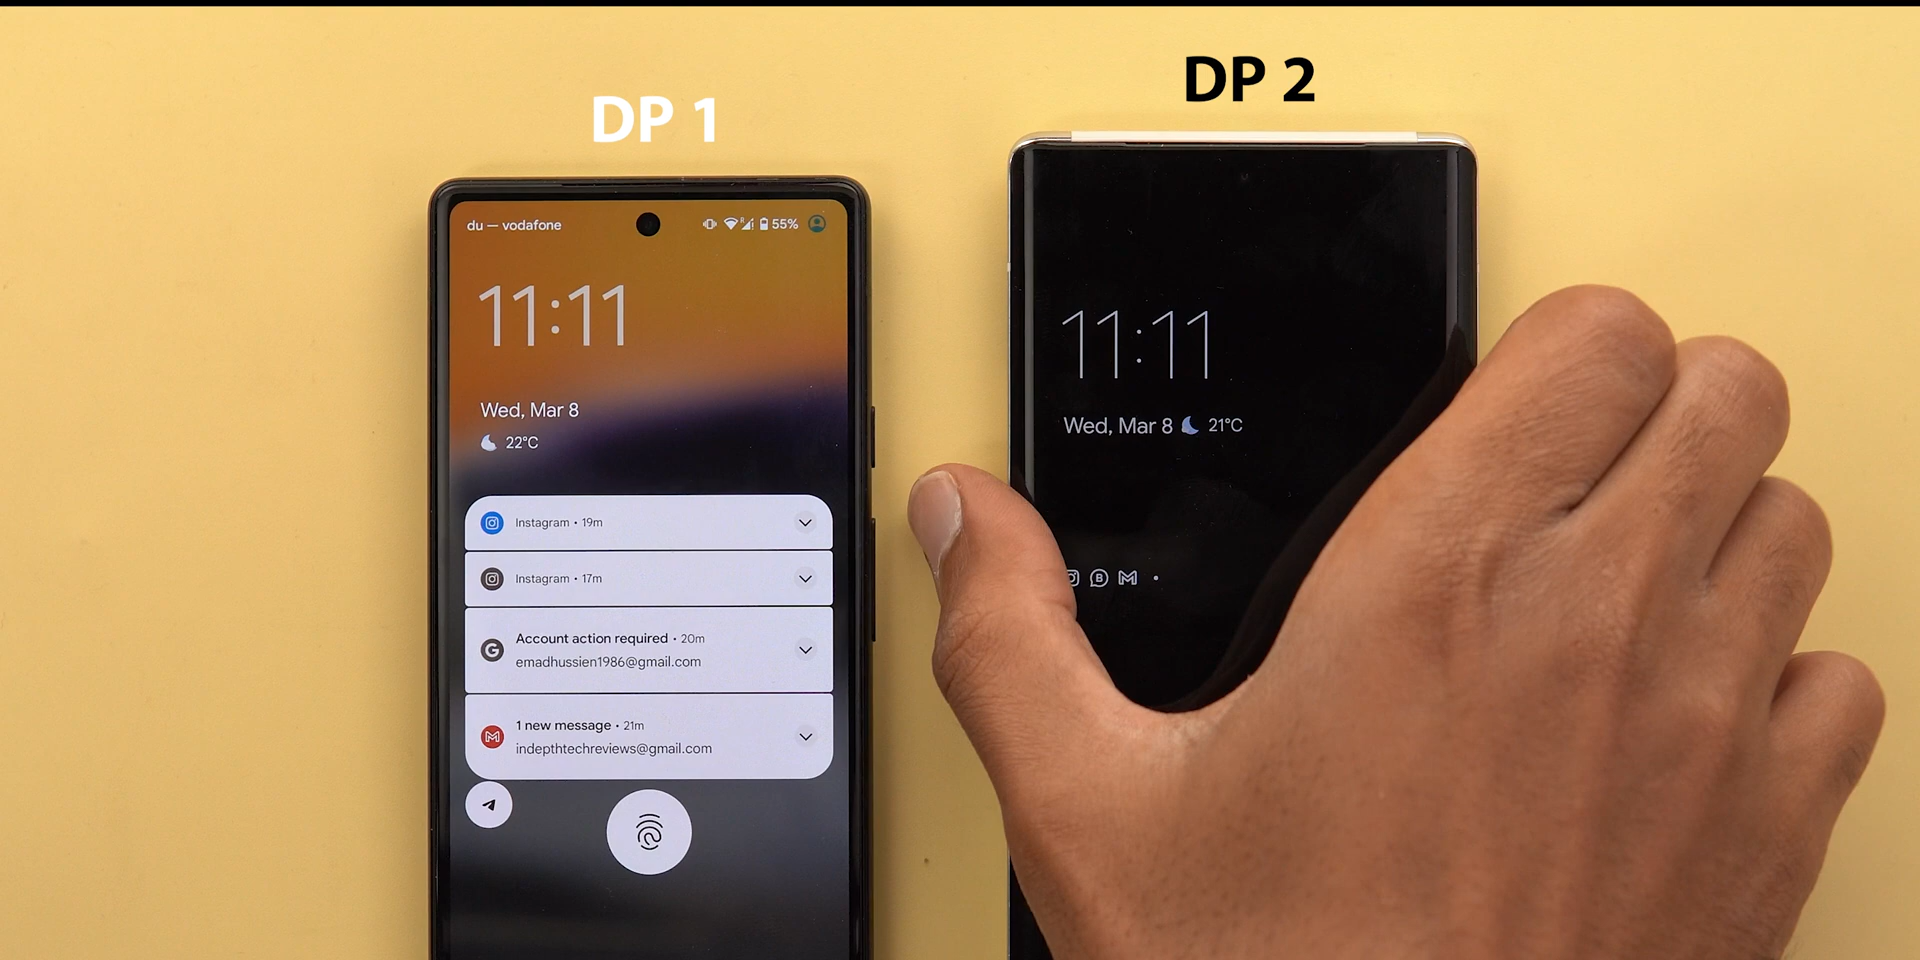 DP 1
DP 2
du — vodafone
55%
11:11
Wed, Mar 8
22°C
Instagram • 19m
Instagram • 17m
Account action required • 20m
emadhussien1986@gmail.com
1 new message • 21m
indepthtechreviews@gmail.com
11:11
Wed, Mar 8 21°C